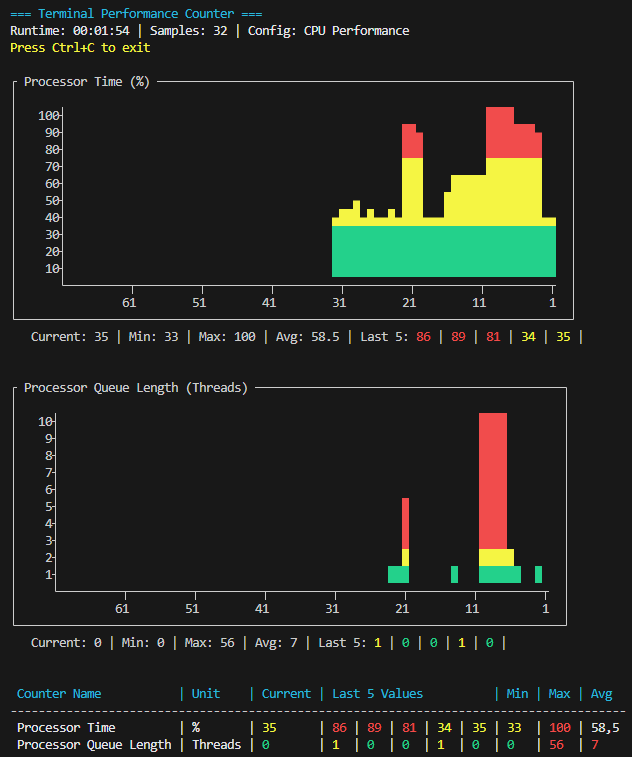 === Terminal Performance Counter ===
Runtime: 00:01:54 | Samples: 32 | Config: CPU Performance
Press Ctrl+C to exit
Processor Time (%)
100
90
80
70
60
50
40
30
20
10
61 51 41 31 21 11 1
Current: 35 | Min: 33 | Max: 100 | Avg: 58.5 | Last 5: 86 | 89 | 81 | 34 | 35 |
Processor Queue Length (Threads)
10
9
8
7
6
5
4
3
2
1
61 51 41 31 21 11 1
Current: 0 | Min: 0 | Max: 56 | Avg: 7 | Last 5: 1 | 0 | 0 | 1 | 0 |
Counter Name | Unit | Current | Last 5 Values | Min | Max | Avg
Processor Time | % | 35 | 86 | 89 | 81 | 34 | 35 | 33 | 100 | 58,5
Processor Queue Length | Threads | 0 | 1 | 0 | 0 | 1 | 0 | 0 | 56 | 7